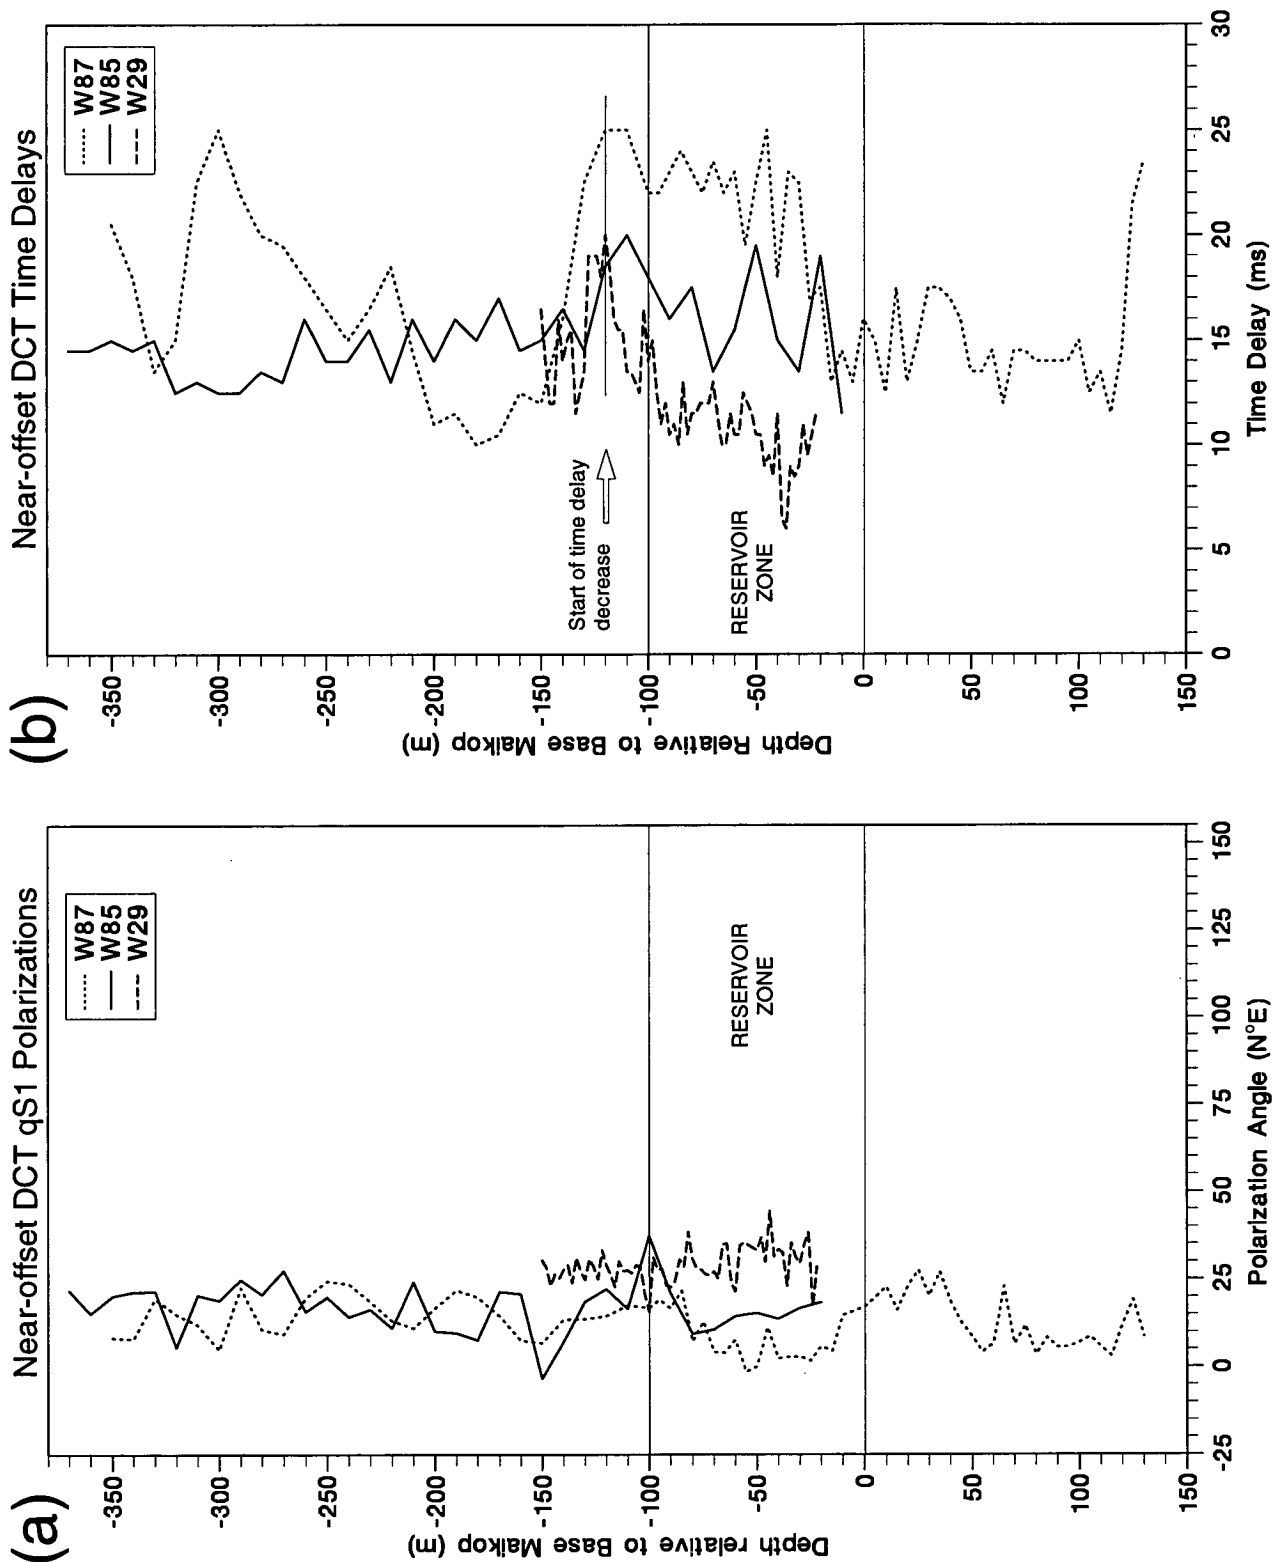 (a)
Near-offset DCT qS1 Polarizations
W87
W85
W29
RESERVOIR
ZONE
Depth relative to Base Maikop (m)
-350
-300
-250
-200
-150
-100
-50
0
50
100
150
-25
0
25
50
75
100
125
150
Polarization Angle (N°E)
(b)
Near-offset DCT Time Delays
W87
W85
W29
Start of time delay
decrease
RESERVOIR
ZONE
Depth Relative to Base Maikop (m)
-350
-300
-250
-200
-150
-100
-50
0
50
100
150
0
5
10
15
20
25
30
Time Delay (ms)